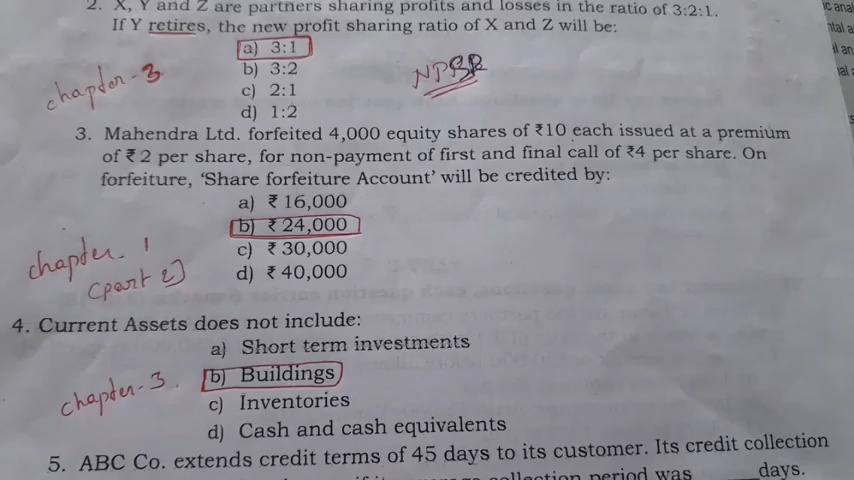 2. X, Y and Z are partners sharing profits and losses in the ratio of 3:2:1.
If Y retires, the new profit sharing ratio of X and Z will be:
a) 3:1
b) 3:2
c) 2:1
d) 1:2
chapter-3
3. Mahendra Ltd. forfeited 4,000 equity shares of ₹10 each issued at a premium
of ₹2 per share, for non-payment of first and final call of ₹4 per share. On
forfeiture, 'Share forfeiture Account' will be credited by:
a) ₹16,000
b) ₹24,000
c) ₹30,000
d) ₹40,000
chapter. 1
(part 2)
4. Current Assets does not include:
a) Short term investments
b) Buildings
c) Inventories
d) Cash and cash equivalents
chapter-3.
5. ABC Co. extends credit terms of 45 days to its customer. Its credit collection
collection period was ____ days.